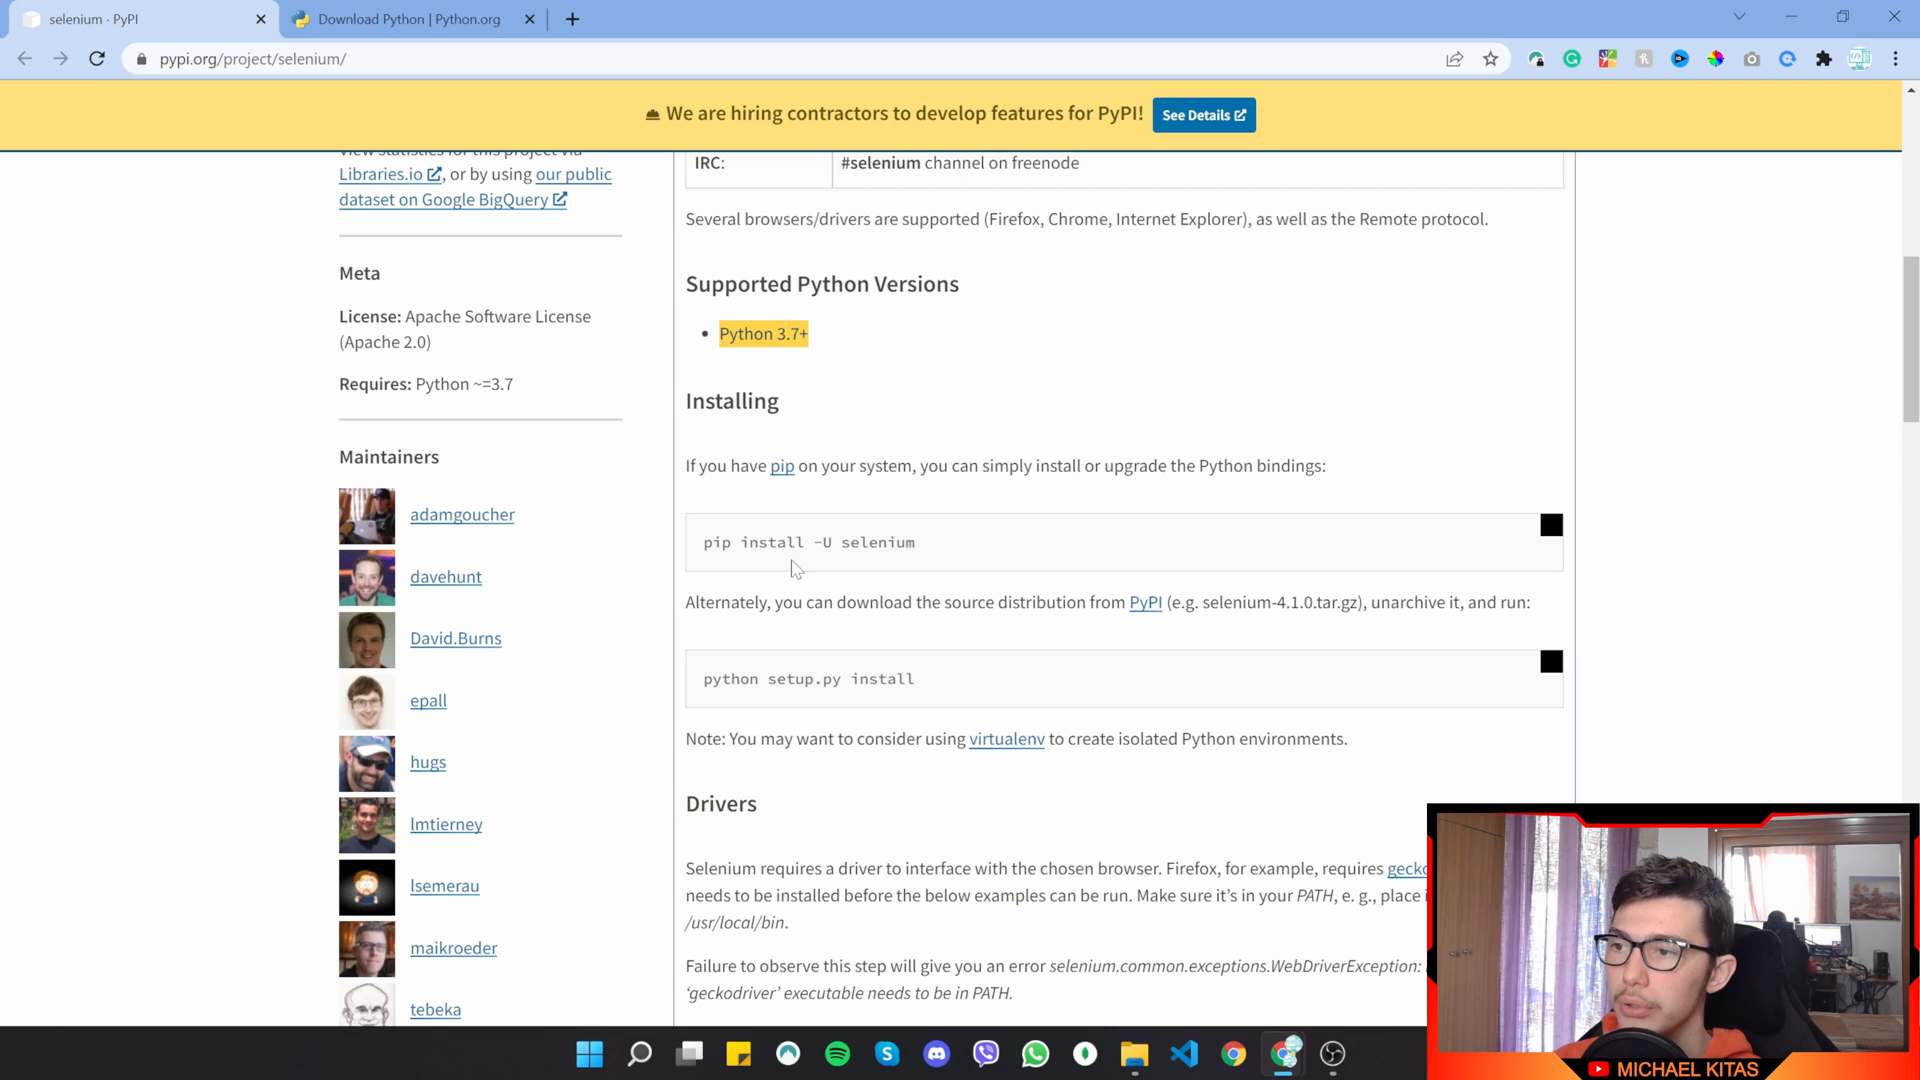 selenium · PyPI
Download Python | Python.org
pypi.org/project/selenium/
We are hiring contractors to develop features for PyPI!
See Details
View statistics for this project via
Libraries.io, or by using our public
dataset on Google BigQuery
Meta
License: Apache Software License
(Apache 2.0)
Requires: Python ~=3.7
Maintainers
adamgoucher
davehunt
David.Burns
epall
hugs
lmtierney
lsemerau
maikroeder
tebeka
IRC:
#selenium channel on freenode
Several browsers/drivers are supported (Firefox, Chrome, Internet Explorer), as well as the Remote protocol.
Supported Python Versions
• Python 3.7+
Installing
If you have pip on your system, you can simply install or upgrade the Python bindings:
pip install -U selenium
Alternately, you can download the source distribution from PyPI (e.g. selenium-4.1.0.tar.gz), unarchive it, and run:
python setup.py install
Note: You may want to consider using virtualenv to create isolated Python environments.
Drivers
Selenium requires a driver to interface with the chosen browser. Firefox, for example, requires gecko
needs to be installed before the below examples can be run. Make sure it's in your PATH, e. g., place i
/usr/local/bin.
Failure to observe this step will give you an error selenium.common.exceptions.WebDriverException:
'geckodriver' executable needs to be in PATH.
MICHAEL KITAS